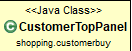 <<Java Class>>
CustomerTopPanel
shopping.customerbuy